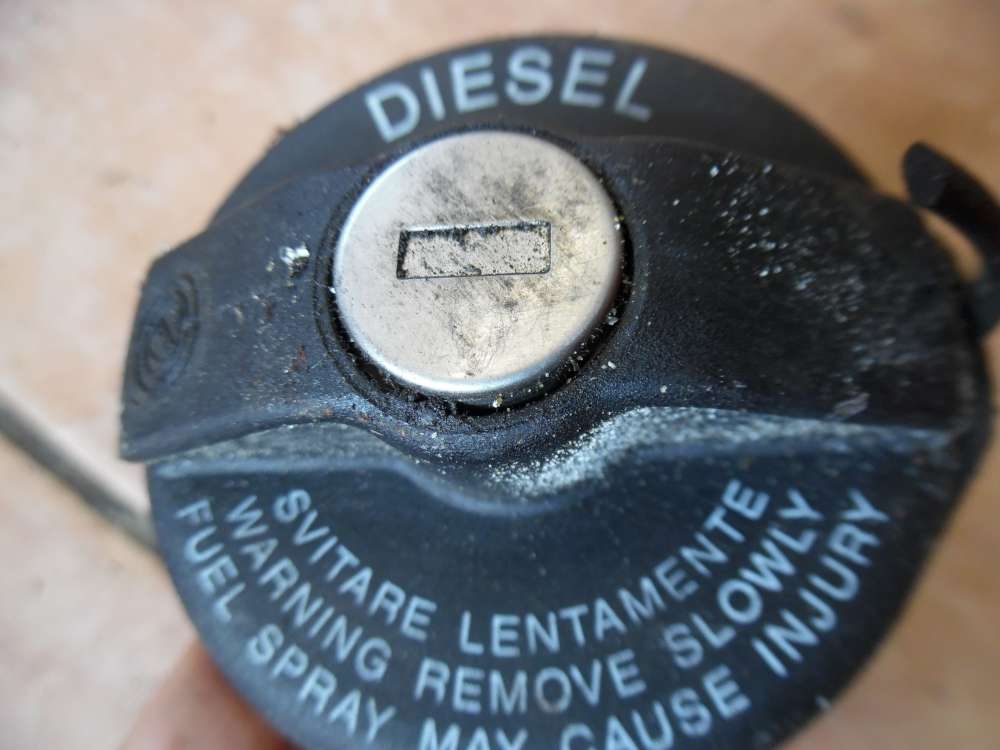 DIESEL
SVITARE LENTAMENTE
WARNING REMOVE SLOWLY
FUEL SPRAY MAY CAUSE INJURY